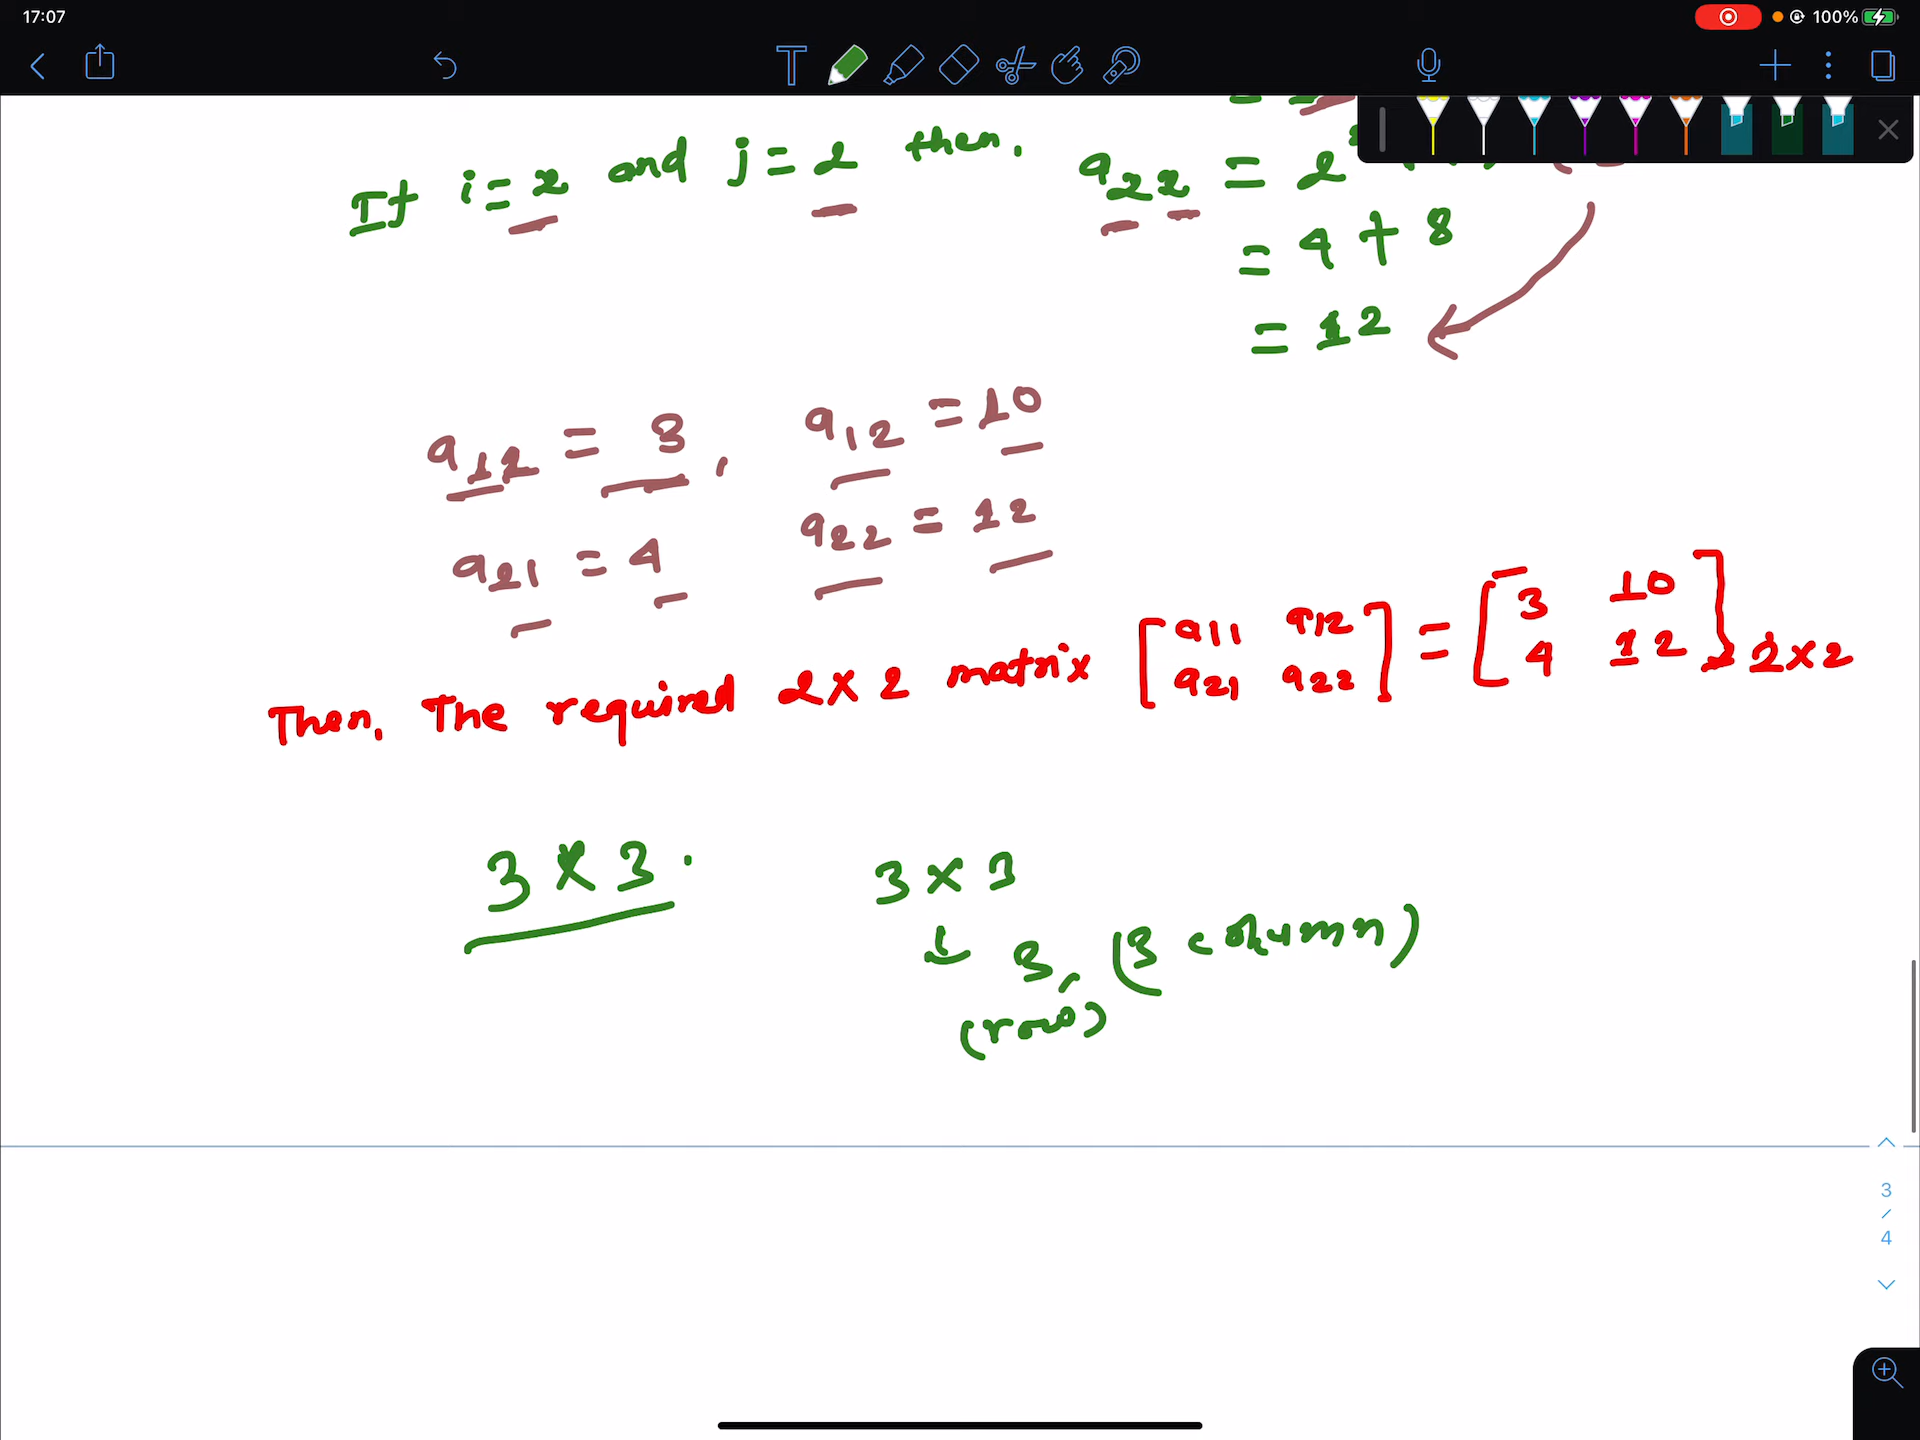 17:07
100%
If i = 2 and j = 2 then, a22 = 2
= 4 + 8
= 12
a12 = 3, a12 = 10
a21 = 4 a22 = 12
Then, The required 2 x 2 matrix [a11 a12 = [3 10
a21 a22] 4 12] 2x2
3 x 3. 3 x 3
3, (3 column)
(row)
3
/
4